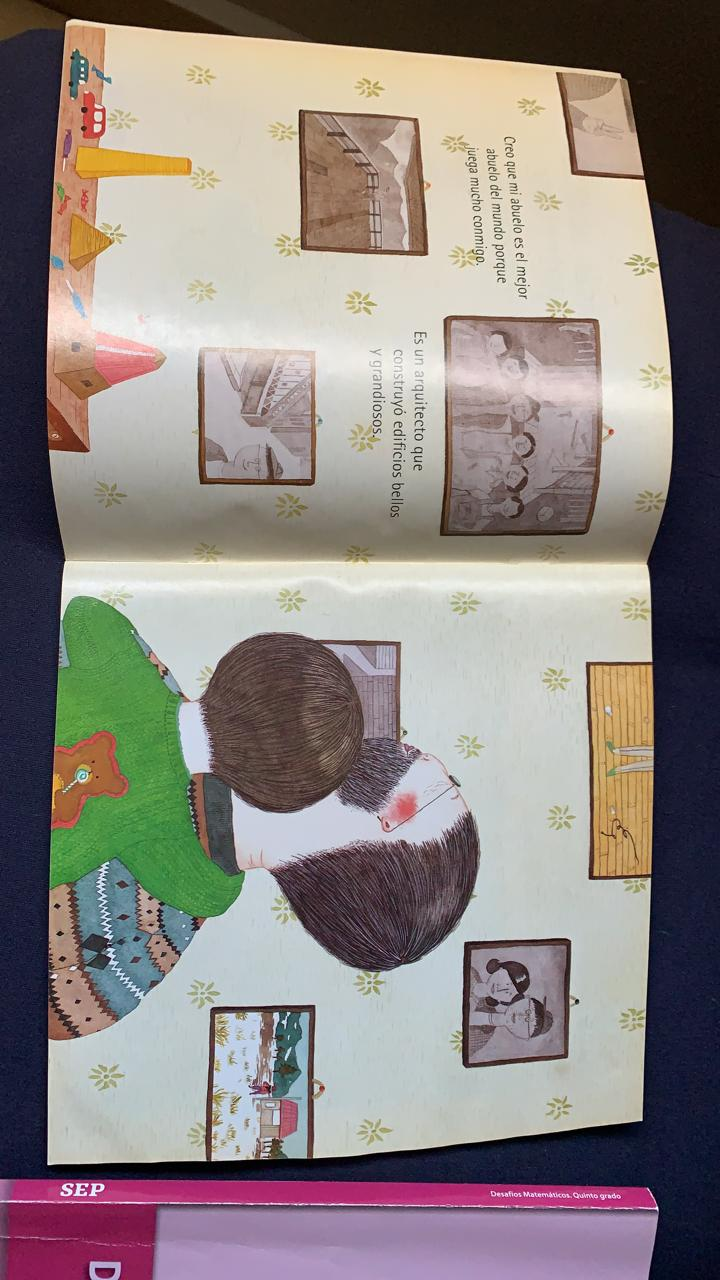 Creo que mi abuelo es el mejor
abuelo del mundo porque
juega mucho conmigo.
Es un arquitecto que
construyó edificios bellos
y grandiosos.
SEP
Desafíos Matemáticos. Quinto grado
D